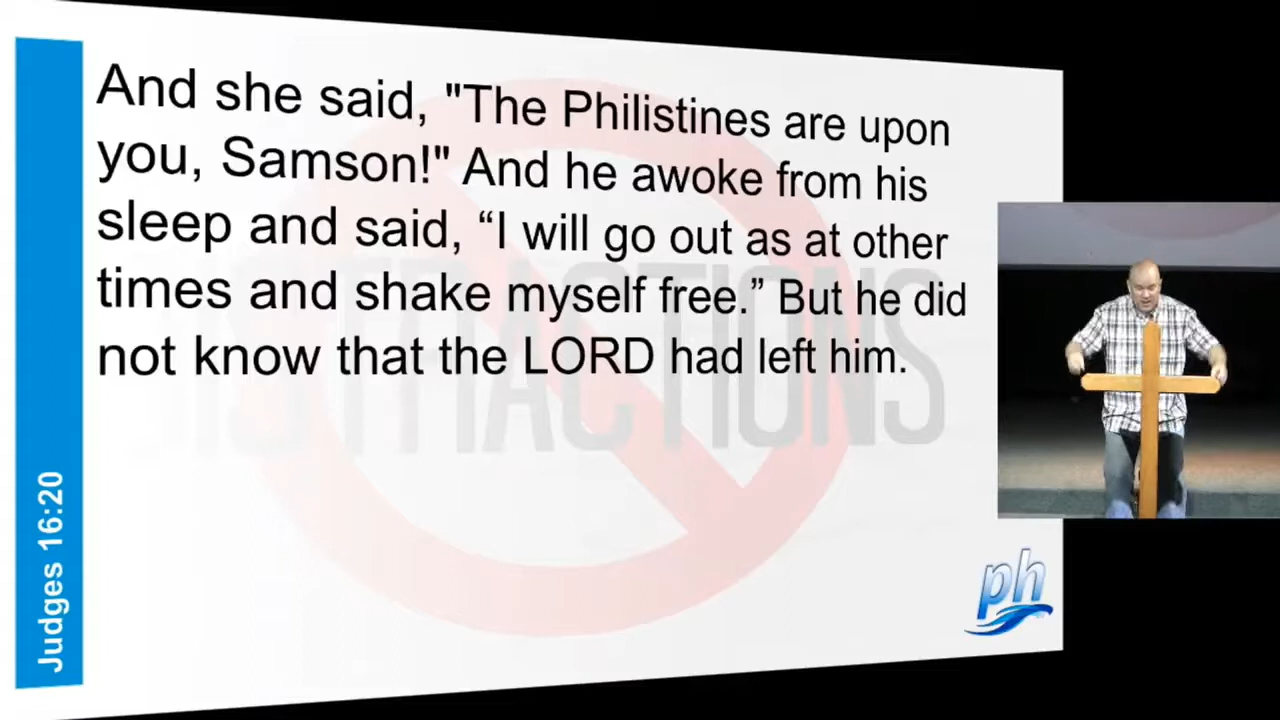 And she said, "The Philistines are upon
you, Samson!" And he awoke from his
sleep and said, “I will go out as at other
times and shake myself free.” But he did
not know that the LORD had left him.
DISTRACTIONS
Judges 16:20
ph